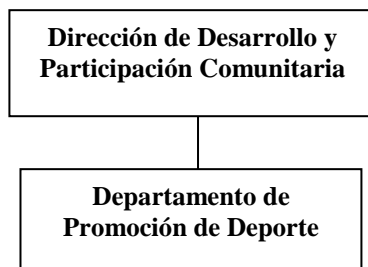 Dirección de Desarrollo y
Participación Comunitaria
Departamento de
Promoción de Deporte